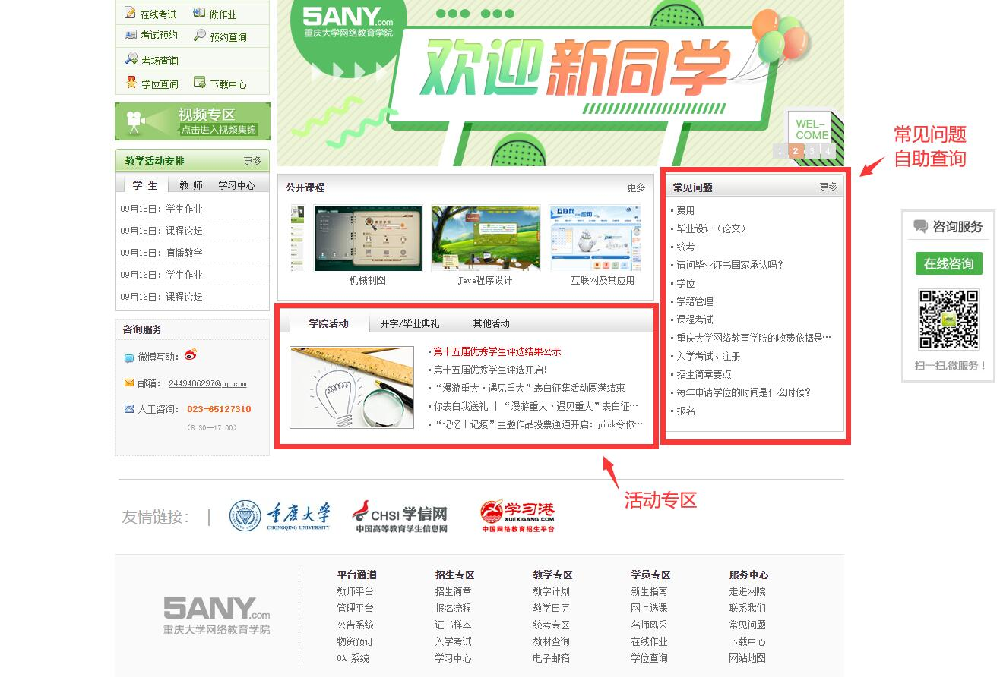 在线考试 做作业
考试预约 预约查询
考场查询
学位查询 下载中心
视频专区
点击进入视频集锦
教学活动安排 更多
学 生 教 师 学习中心
09月15日：学生作业
09月15日：课程论坛
09月15日：直播教学
09月16日：学生作业
09月16日：课程论坛
咨询服务
微博互动：
邮箱： 2449486297@qq.com
人工咨询： 023-65127310
（8:30—17:00）
5ANY.com
重庆大学网络教育学院
欢迎新同学
WEL-
COME
1 2 3 4
公开课程 更多
互联网及其应用
机械制图 Java程序设计 互联网及其应用
学院活动 开学/毕业典礼 其他活动
第十五届优秀学生评选结果公示
第十五届优秀学生评选开启！
“漫游重大·遇见重大”表白征集活动圆满结束
你表白我送礼 | “漫游重大·遇见重大”表白征…
“记忆|记疫”主题作品投票通道开启：pick令你…
常见问题 更多
费用
毕业设计（论文）
统考
请问毕业证书国家承认吗？
学位
学籍管理
课程考试
重庆大学网络教育学院的收费依据是…
入学考试、注册
招生简章要点
每年申请学位的时间是什么时候？
报名
常见问题
自助查询
咨询服务
在线咨询
扫一扫,微服务！
活动专区
友情链接： |
重庆大学
CHONGQING UNIVERSITY
CHSI 学信网
中国高等教育学生信息网
学习港
XUEXIGANG.COM
中国网络教育招生平台
5ANY.com
重庆大学网络教育学院
平台通道 招生专区 教学专区 学员专区 服务中心
教师平台 招生简章 教学计划 新生指南 走进网院
管理平台 报名流程 教学日历 网上选课 联系我们
公告系统 证书样本 统考专区 名师风采 常见问题
物资预订 入学考试 教材查询 在线作业 下载中心
OA 系统 学习中心 电子邮箱 学位查询 网站地图